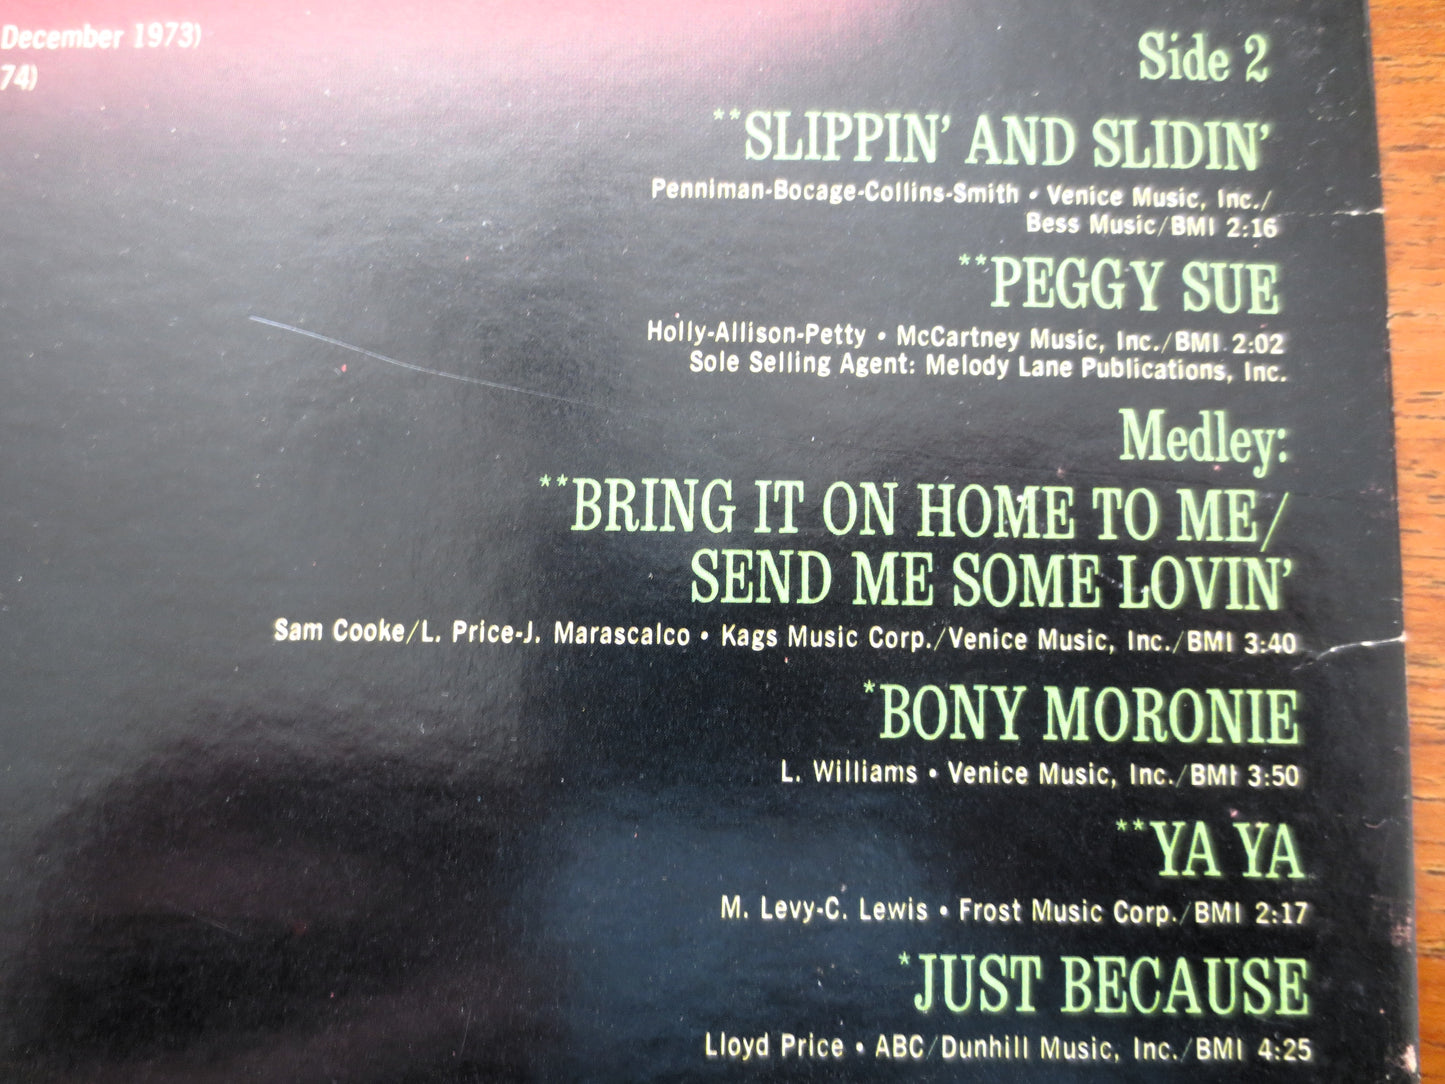 December 1973)
74)
Side 2
**SLIPPIN' AND SLIDIN'
Penniman-Bocage-Collins-Smith • Venice Music, Inc./
Bess Music/BMI 2:16
**PEGGY SUE
Holly-Allison-Petty • McCartney Music, Inc./BMI 2:02
Sole Selling Agent: Melody Lane Publications, Inc.
Medley:
**BRING IT ON HOME TO ME/
SEND ME SOME LOVIN'
Sam Cooke/L. Price-J. Marascalco • Kags Music Corp./Venice Music, Inc./BMI 3:40
*BONY MORONIE
L. Williams • Venice Music, Inc./BMI 3:50
**YA YA
M. Levy-C. Lewis • Frost Music Corp./BMI 2:17
*JUST BECAUSE
Lloyd Price • ABC/Dunhill Music, Inc./BMI 4:25